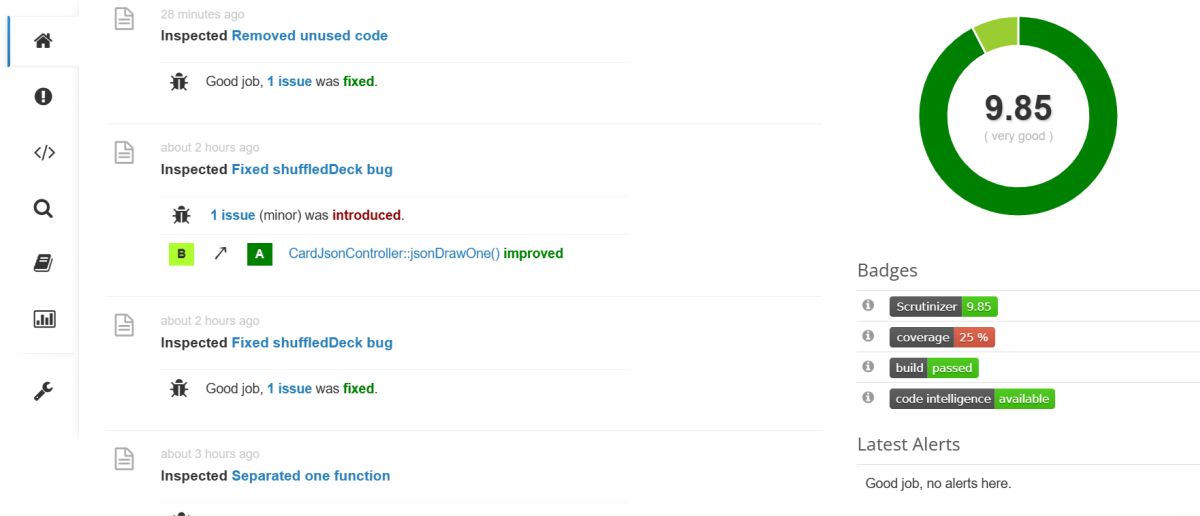 28 minutes ago
Inspected Removed unused code
Good job, 1 issue was fixed.
about 2 hours ago
Inspected Fixed shuffledDeck bug
1 issue (minor) was introduced.
B A CardJsonController::jsonDrawOne() improved
about 2 hours ago
Inspected Fixed shuffledDeck bug
Good job, 1 issue was fixed.
about 3 hours ago
Inspected Separated one function
9.85
( very good )
Badges
Scrutinizer 9.85
coverage 25 %
build passed
code intelligence available
Latest Alerts
Good job, no alerts here.